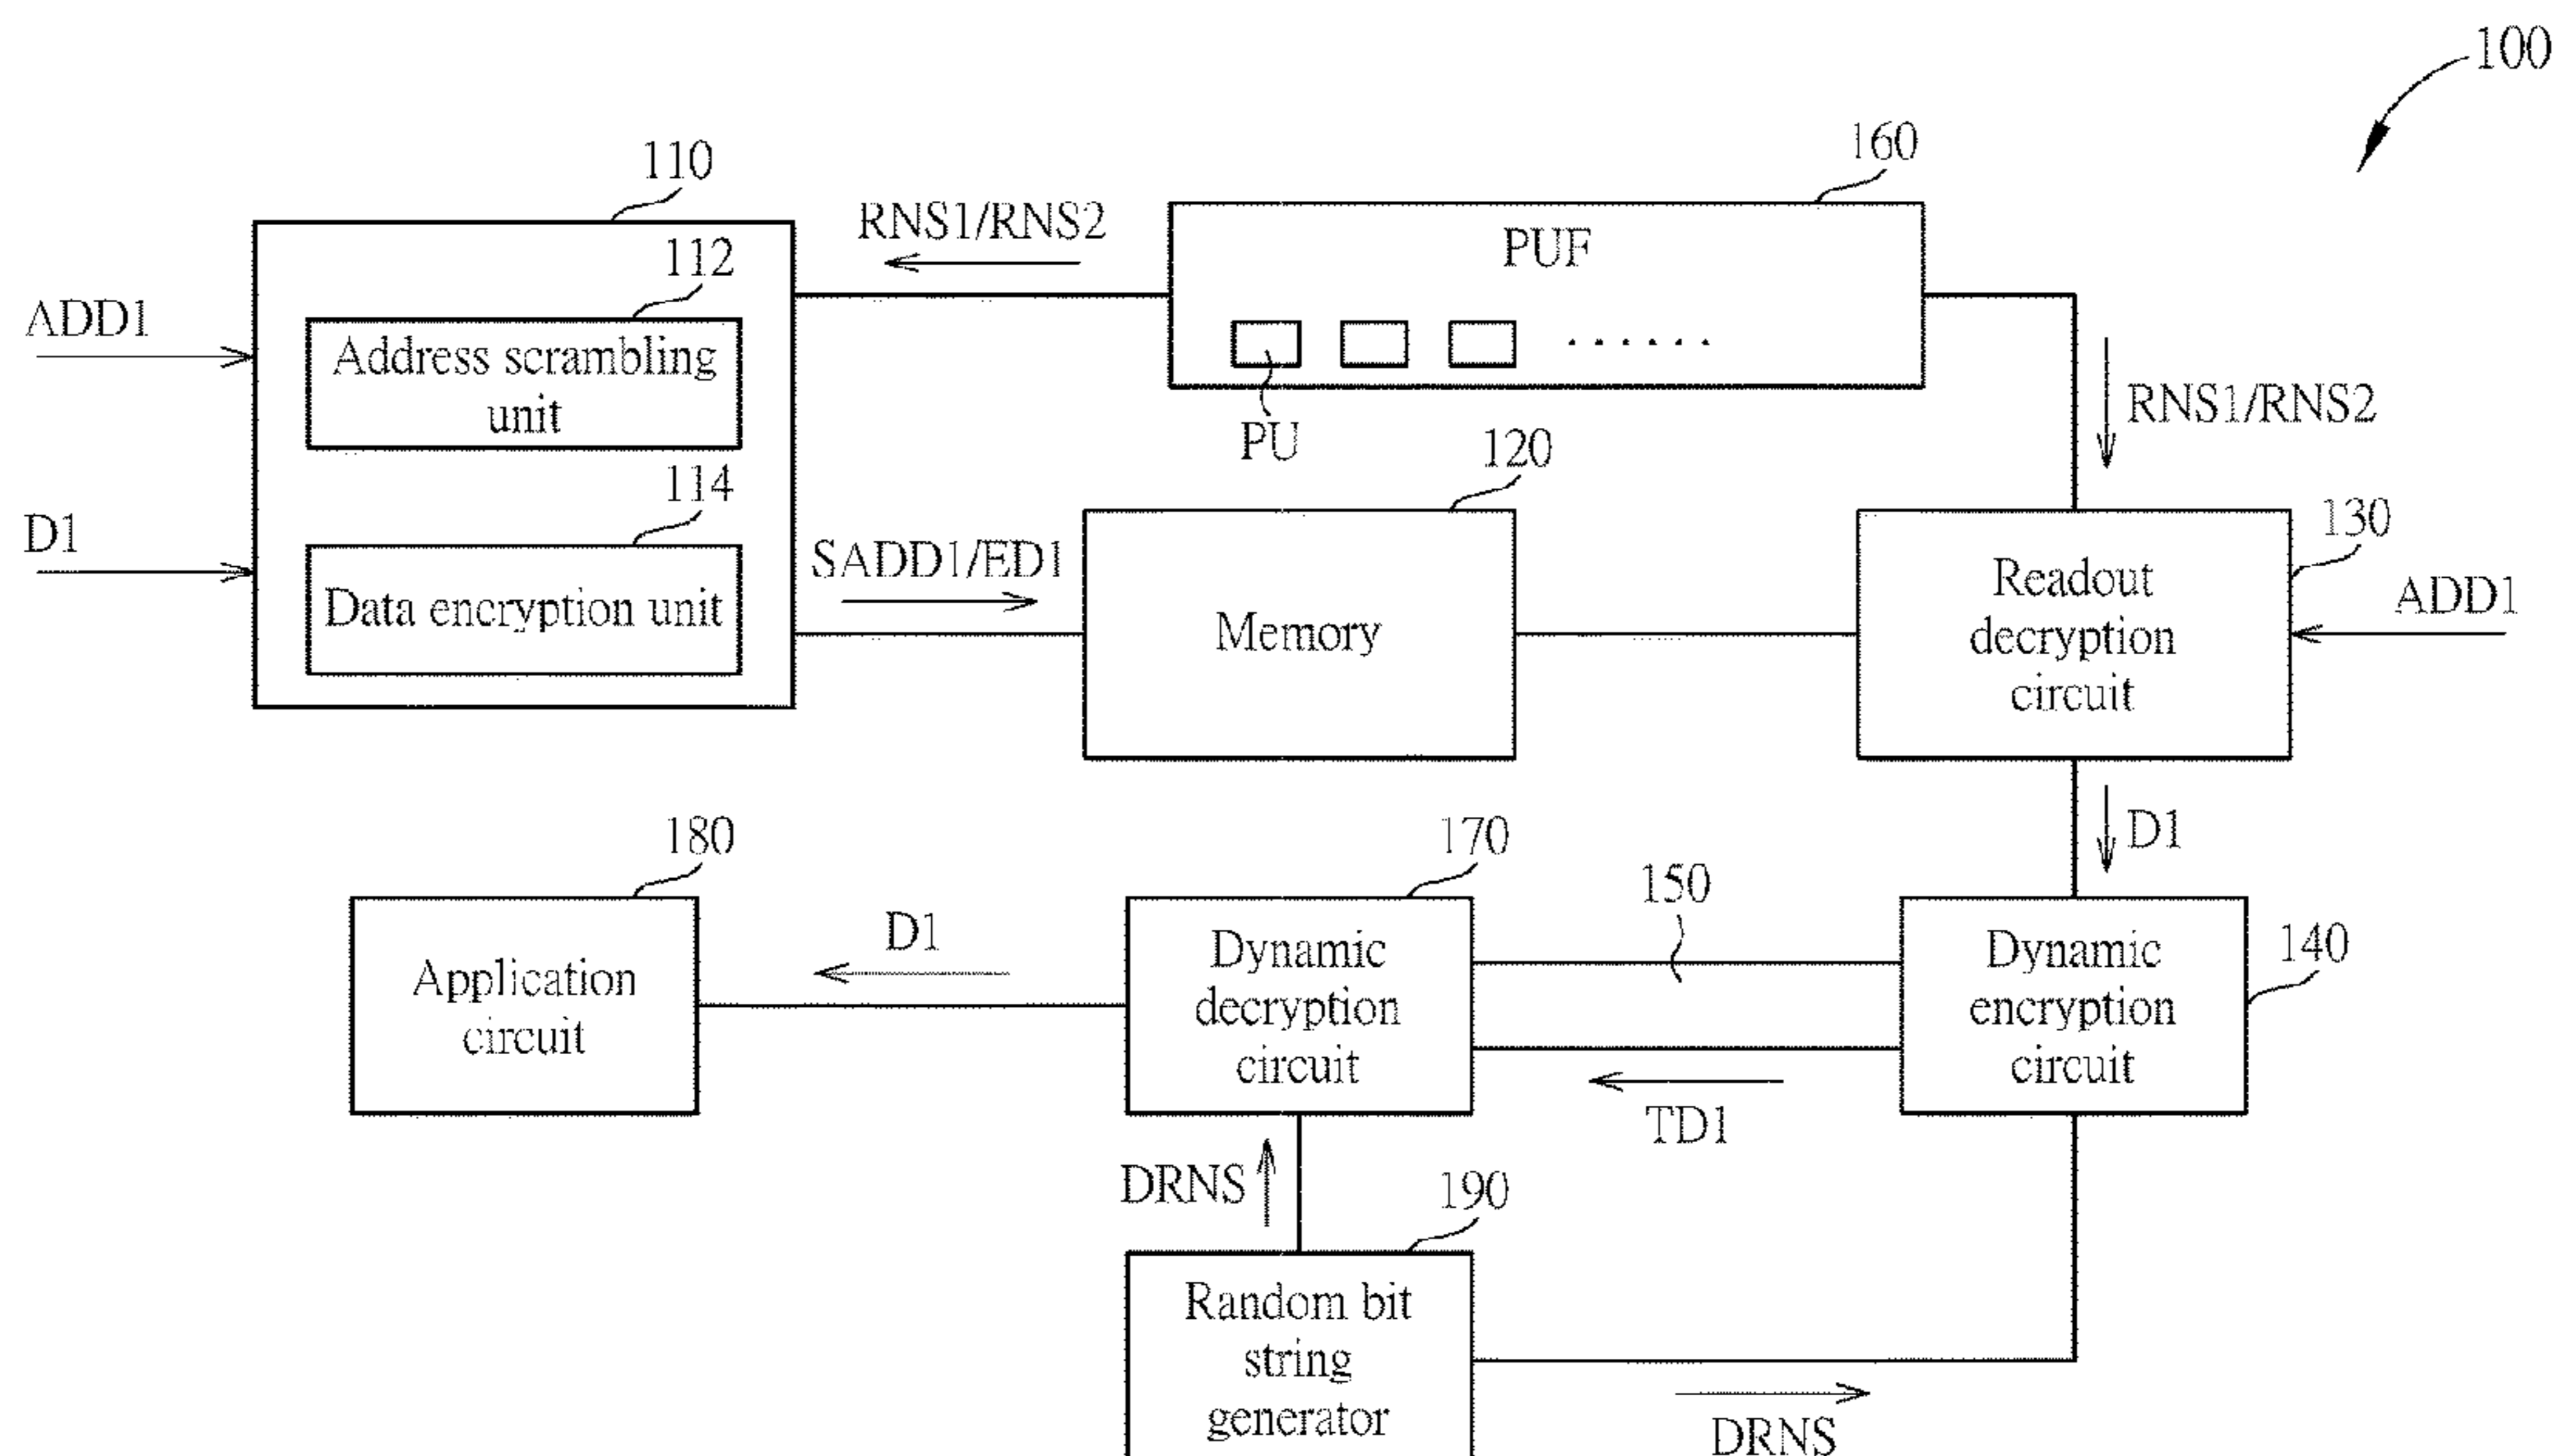 100
160
110
RNS1/RNS2
PUF
112
ADD1
Address scrambling
unit
RNS1/RNS2
PU
120
114
130
D1
SADD1/ED1
Readout
decryption
circuit
ADD1
Data encryption unit
Memory
D1
180
170
150
D1
Dynamic
decryption
circuit
Dynamic
encryption
circuit
140
Application
circuit
TD1
DRNS
190
Random bit
string
generator
DRNS